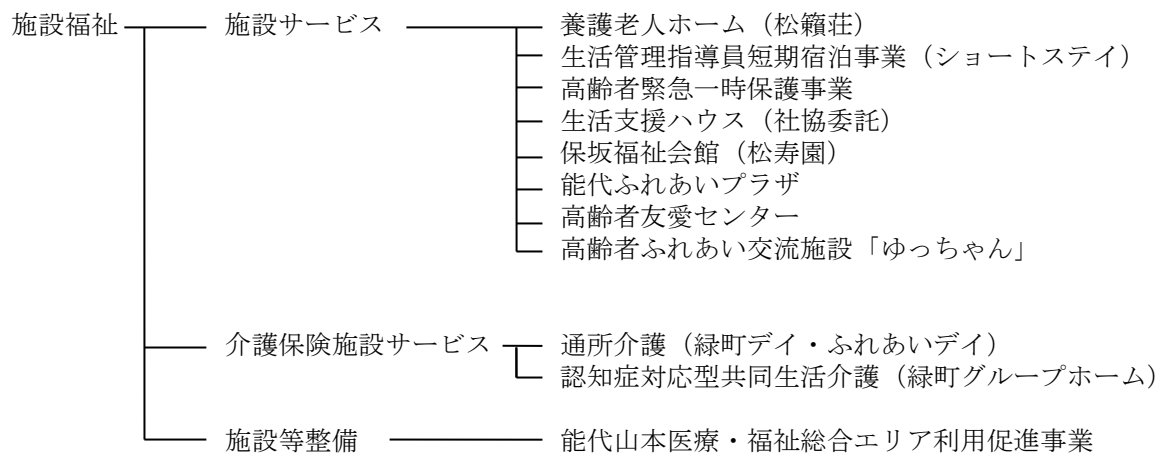 施設福祉 施設サービス 養護老人ホーム（松籟荘）
生活管理指導員短期宿泊事業（ショートステイ）
高齢者緊急一時保護事業
生活支援ハウス（社協委託）
保坂福祉会館（松寿園）
能代ふれあいプラザ
高齢者友愛センター
高齢者ふれあい交流施設「ゆっちゃん」
介護保険施設サービス 通所介護（緑町デイ・ふれあいデイ）
認知症対応型共同生活介護（緑町グループホーム）
施設等整備 能代山本医療・福祉総合エリア利用促進事業